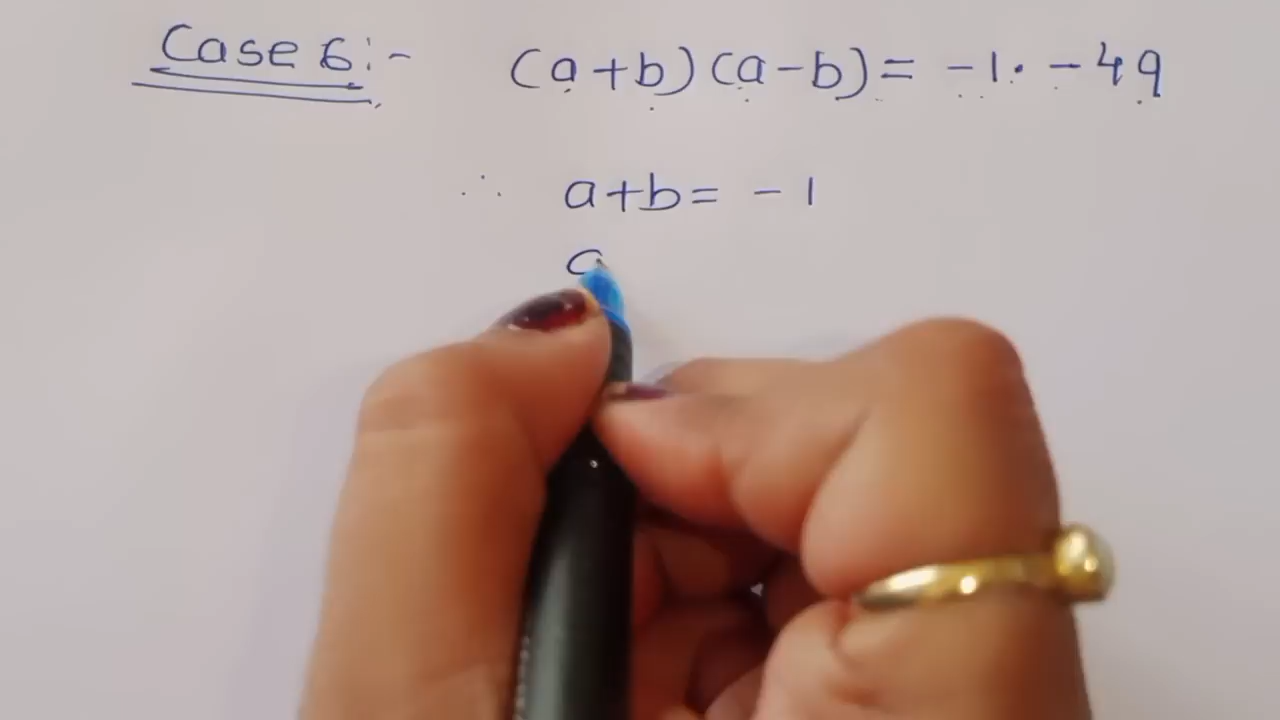 Case 6:- (a+b)(a-b)= -1. -49
∴ a+b= -1
a